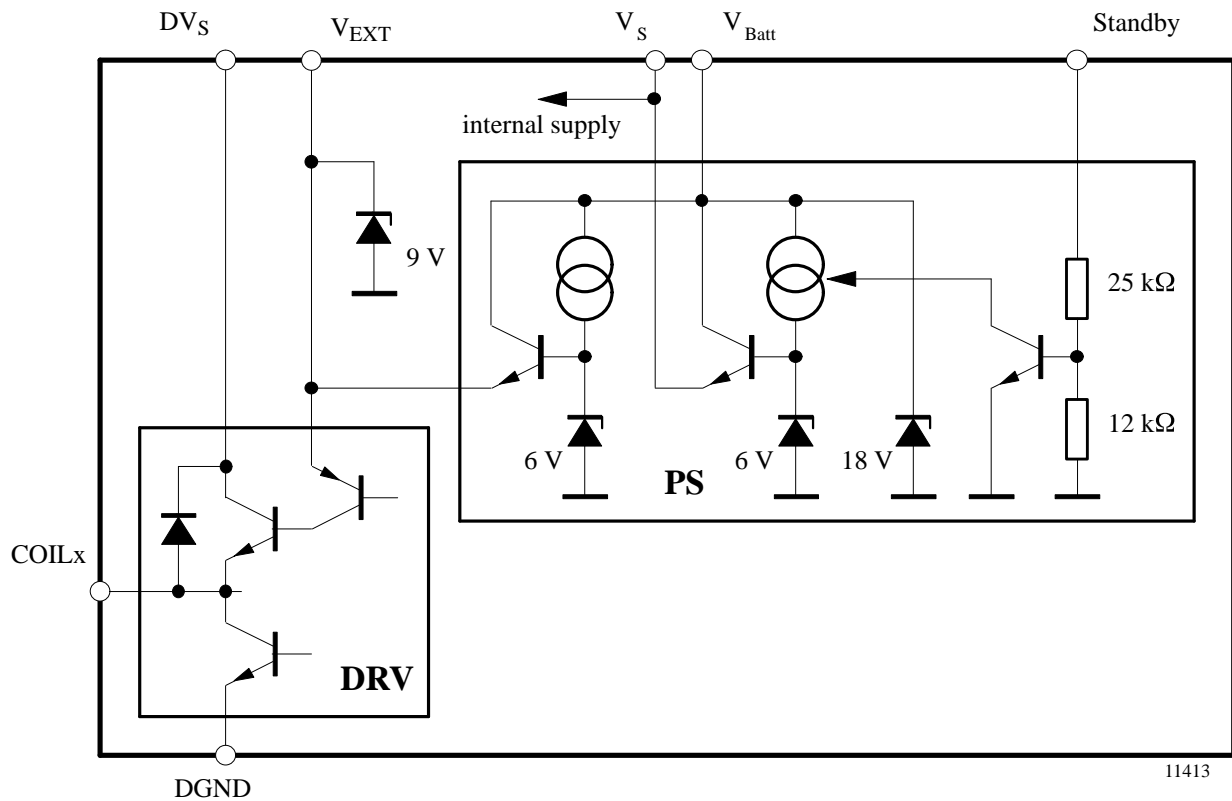 DVS
VEXT
VS
VBatt
Standby
internal supply
9 V
25 kΩ
12 kΩ
6 V
6 V
18 V
PS
COILx
DRV
DGND
11413